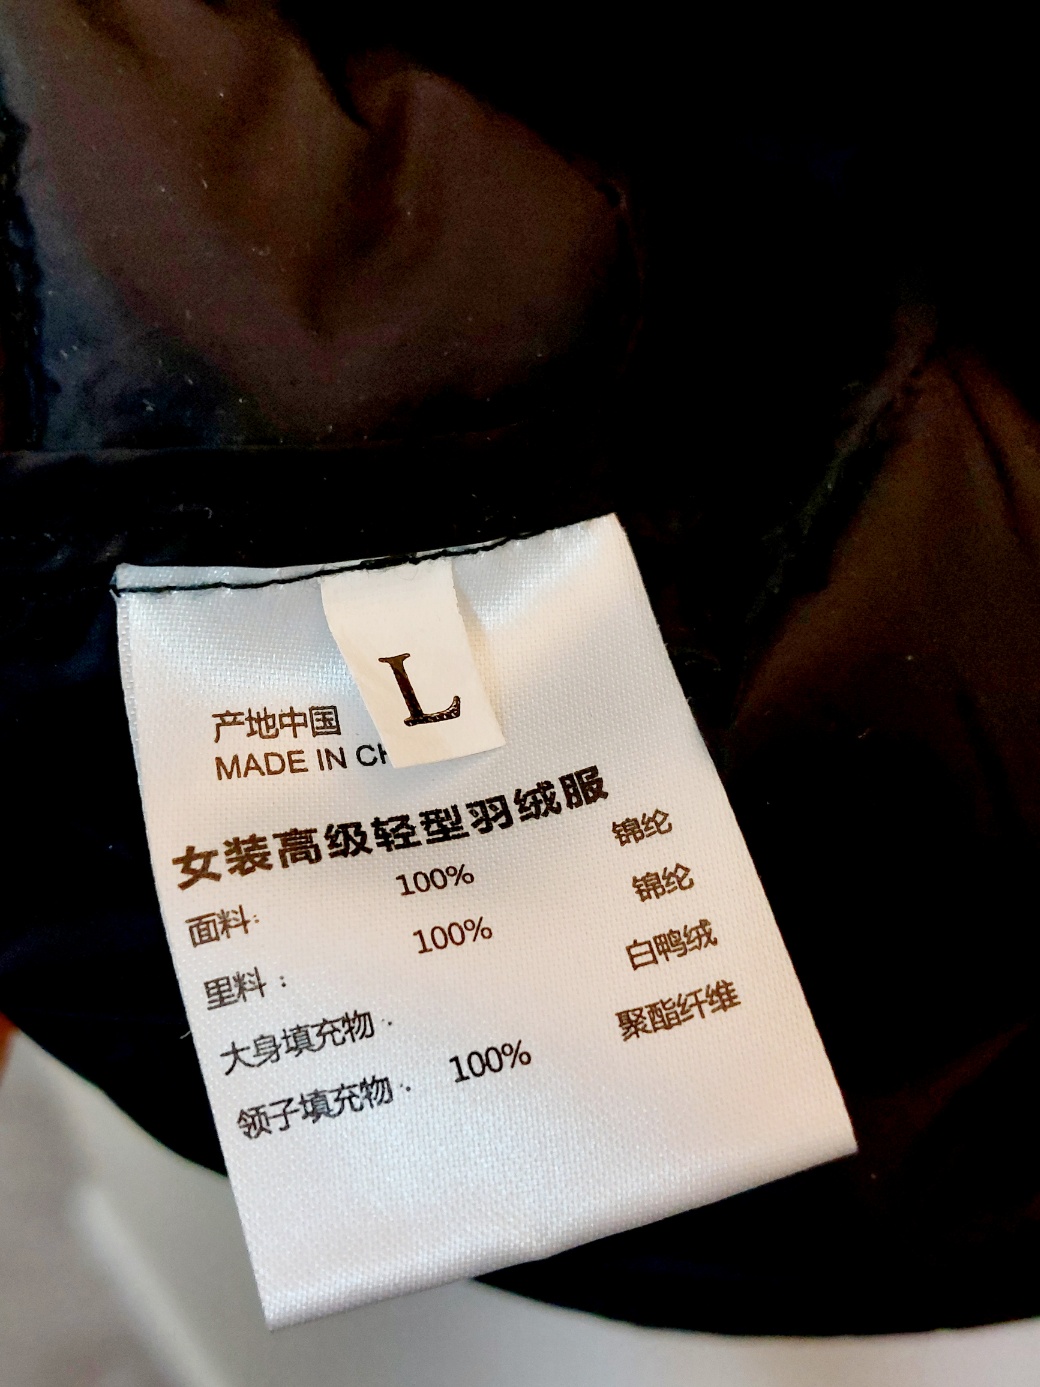 L
产地中国
MADE IN CH
女装高级轻型羽绒服
面料: 100% 锦纶
里料: 100% 锦纶
大身填充物: 白鸭绒
领子填充物: 100% 聚酯纤维